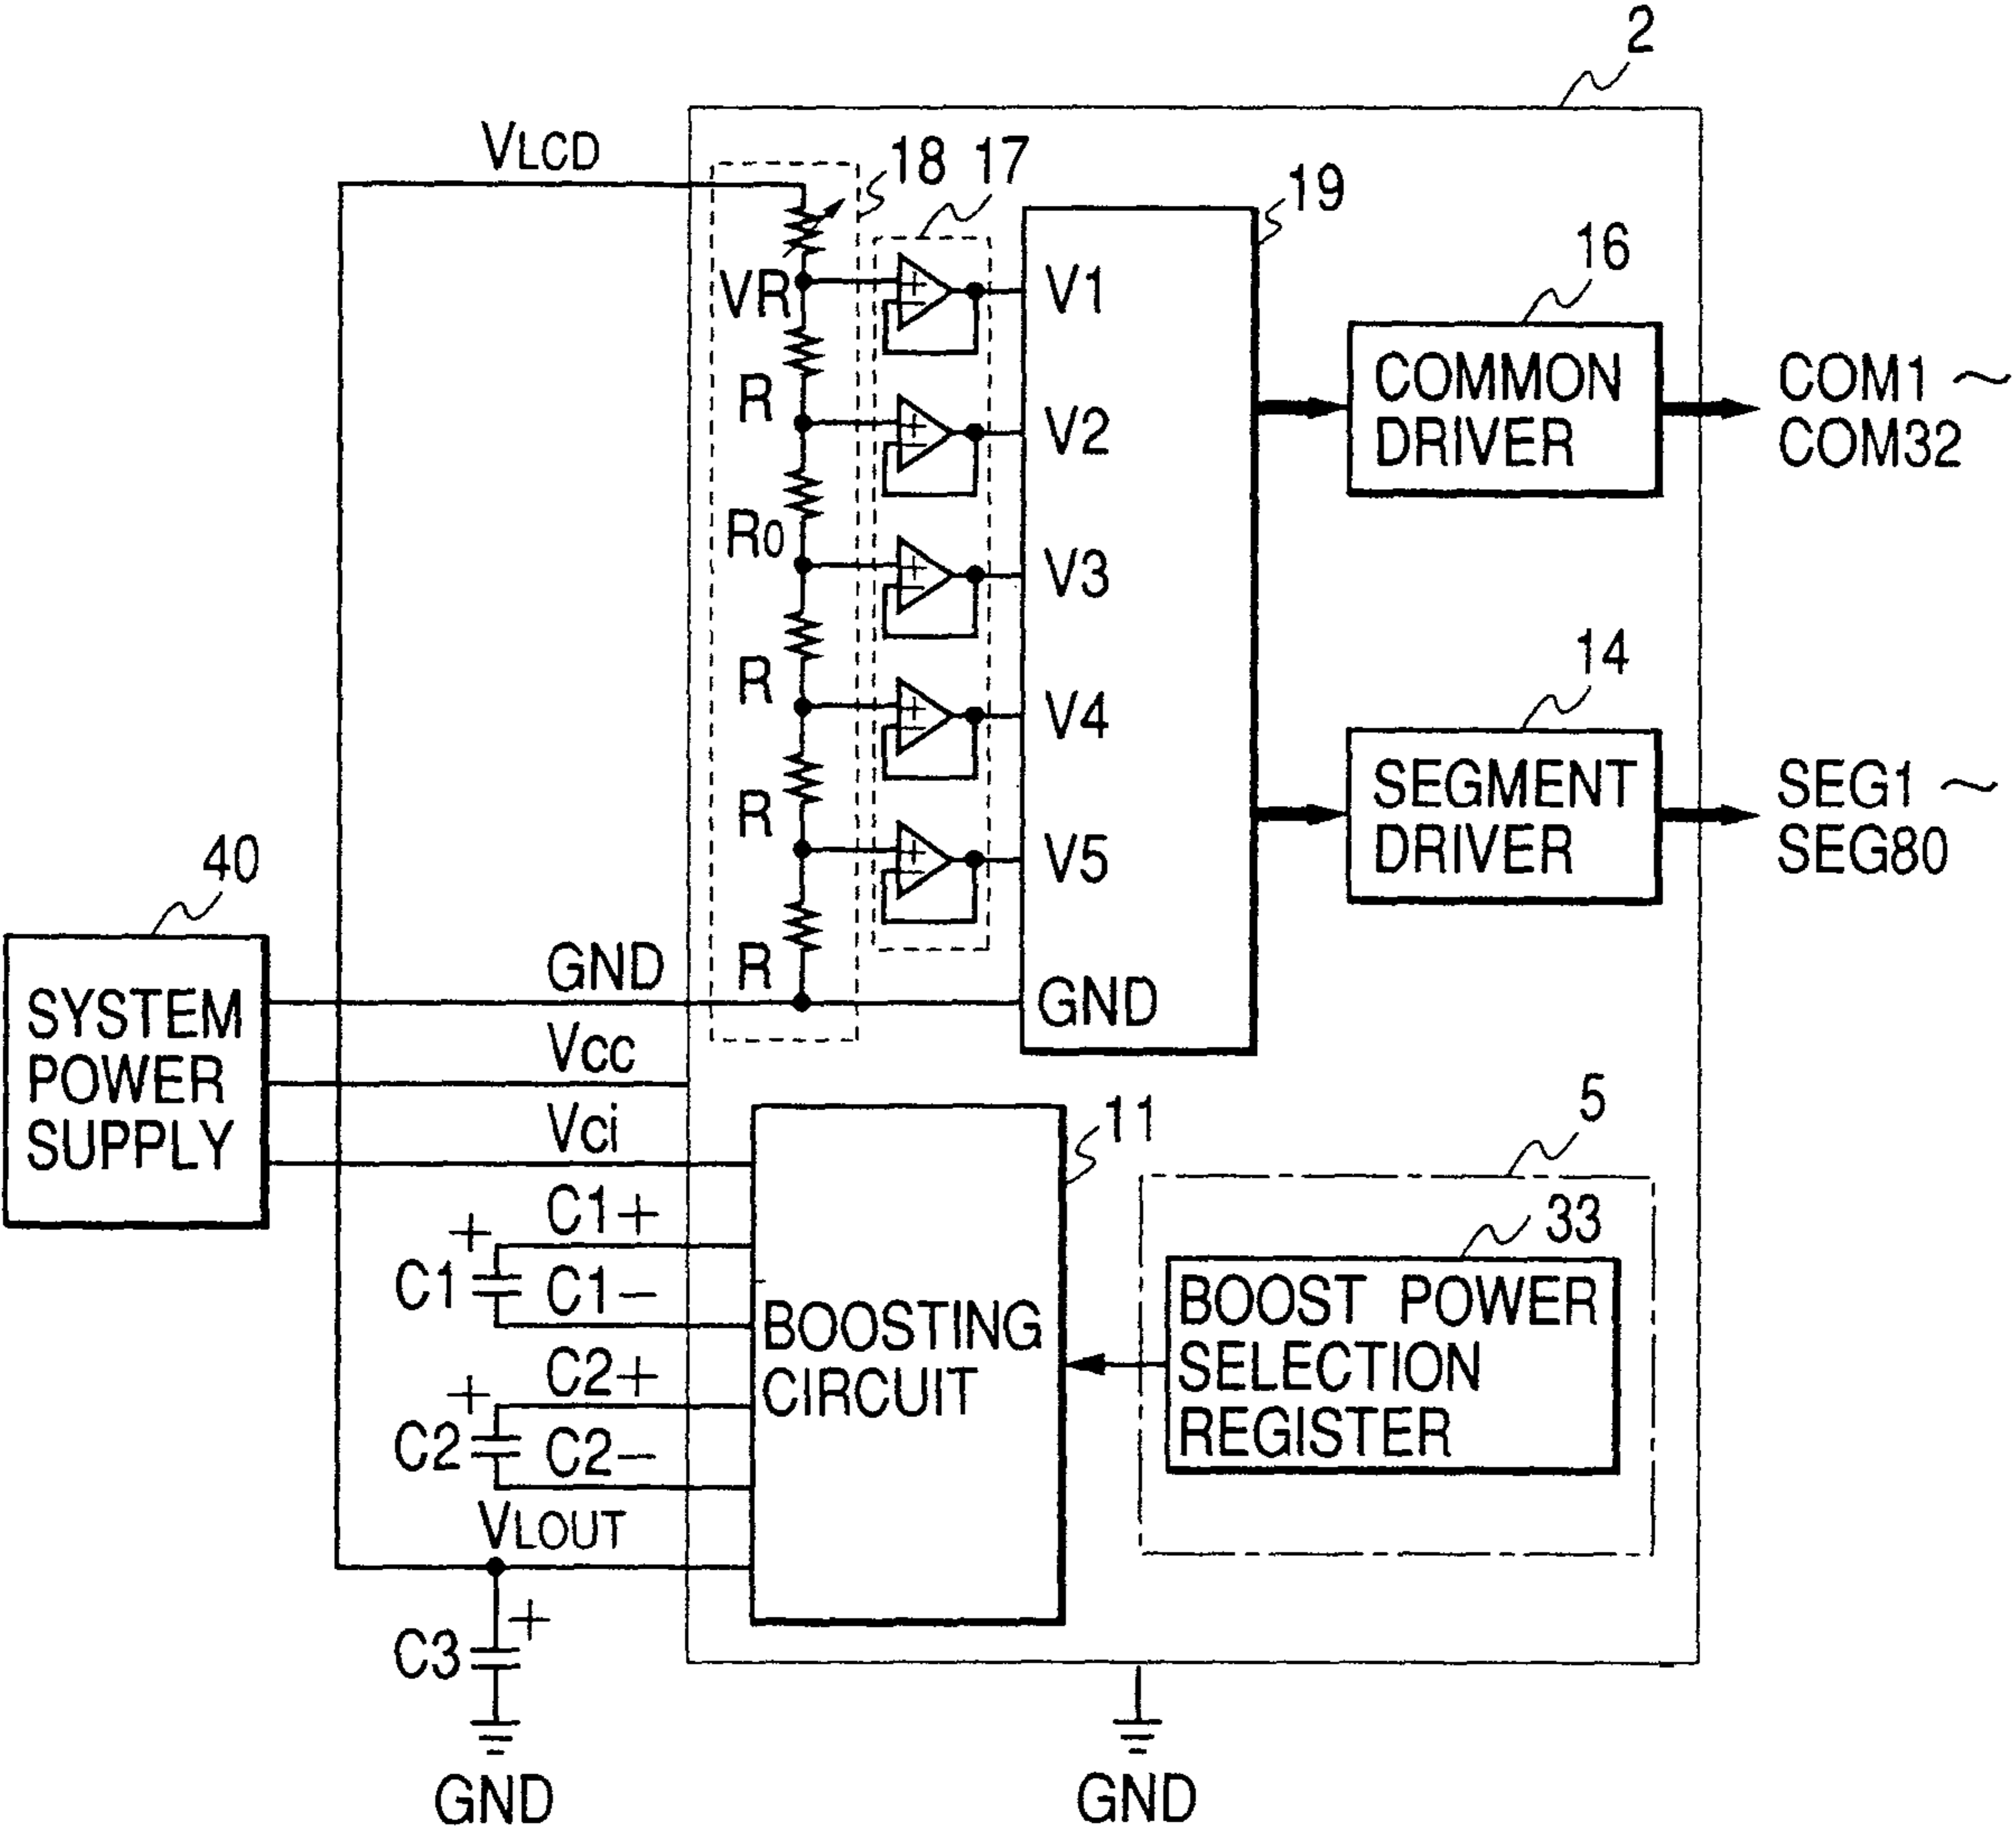 2
VLCD
18
17
19
16
VR
V1
COMMON
DRIVER
COM1 ~
COM32
R
V2
R0
V3
14
R
V4
SEGMENT
DRIVER
SEG1 ~
SEG80
R
V5
40
SYSTEM
POWER
SUPPLY
GND
R
GND
Vcc
Vci
11
5
33
C1+
+
C1
C1-
BOOSTING
CIRCUIT
BOOST POWER
SELECTION
REGISTER
C2+
+
C2
C2-
VLOUT
+
C3
GND
GND
+
-
+
-
+
-
+
-
+
-